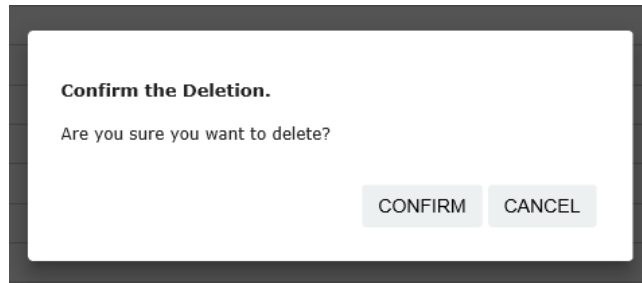 Confirm the Deletion.
Are you sure you want to delete?
CONFIRM CANCEL